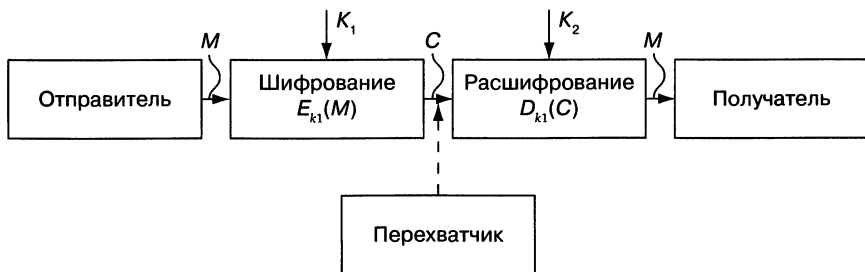 K₁
K₂
M
C
M
Отправитель
Шифрование
Eₖ₁(M)
Расшифрование
Dₖ₁(C)
Получатель
Перехватчик